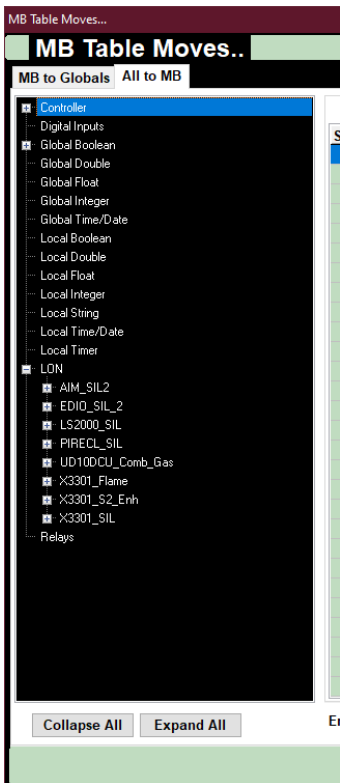 MB Table Moves...
MB Table Moves..
MB to Globals All to MB
Controller
Digital Inputs
Global Boolean
Global Double
Global Float
Global Integer
Global Time/Date
Local Boolean
Local Double
Local Float
Local Integer
Local String
Local Time/Date
Local Timer
LON
AIM_SIL2
EDIO_SIL_2
LS2000_SIL
PIRECL_SIL
UD10DCU_Comb_Gas
X3301_Flame
X3301_S2_Enh
X3301_SIL
Relays
Collapse All Expand All